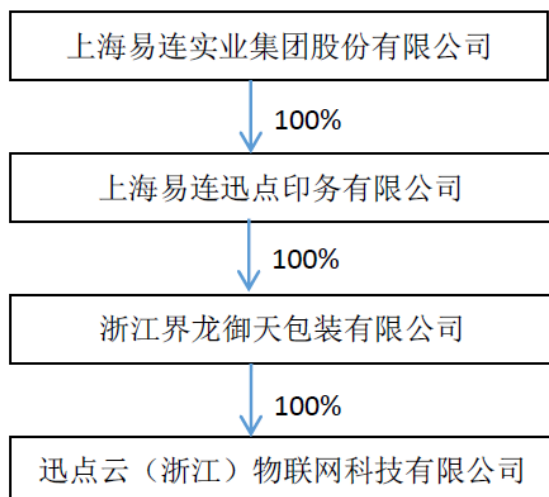 上海易连实业集团股份有限公司
100%
上海易连迅点印务有限公司
100%
浙江界龙御天包装有限公司
100%
迅点云（浙江）物联网科技有限公司